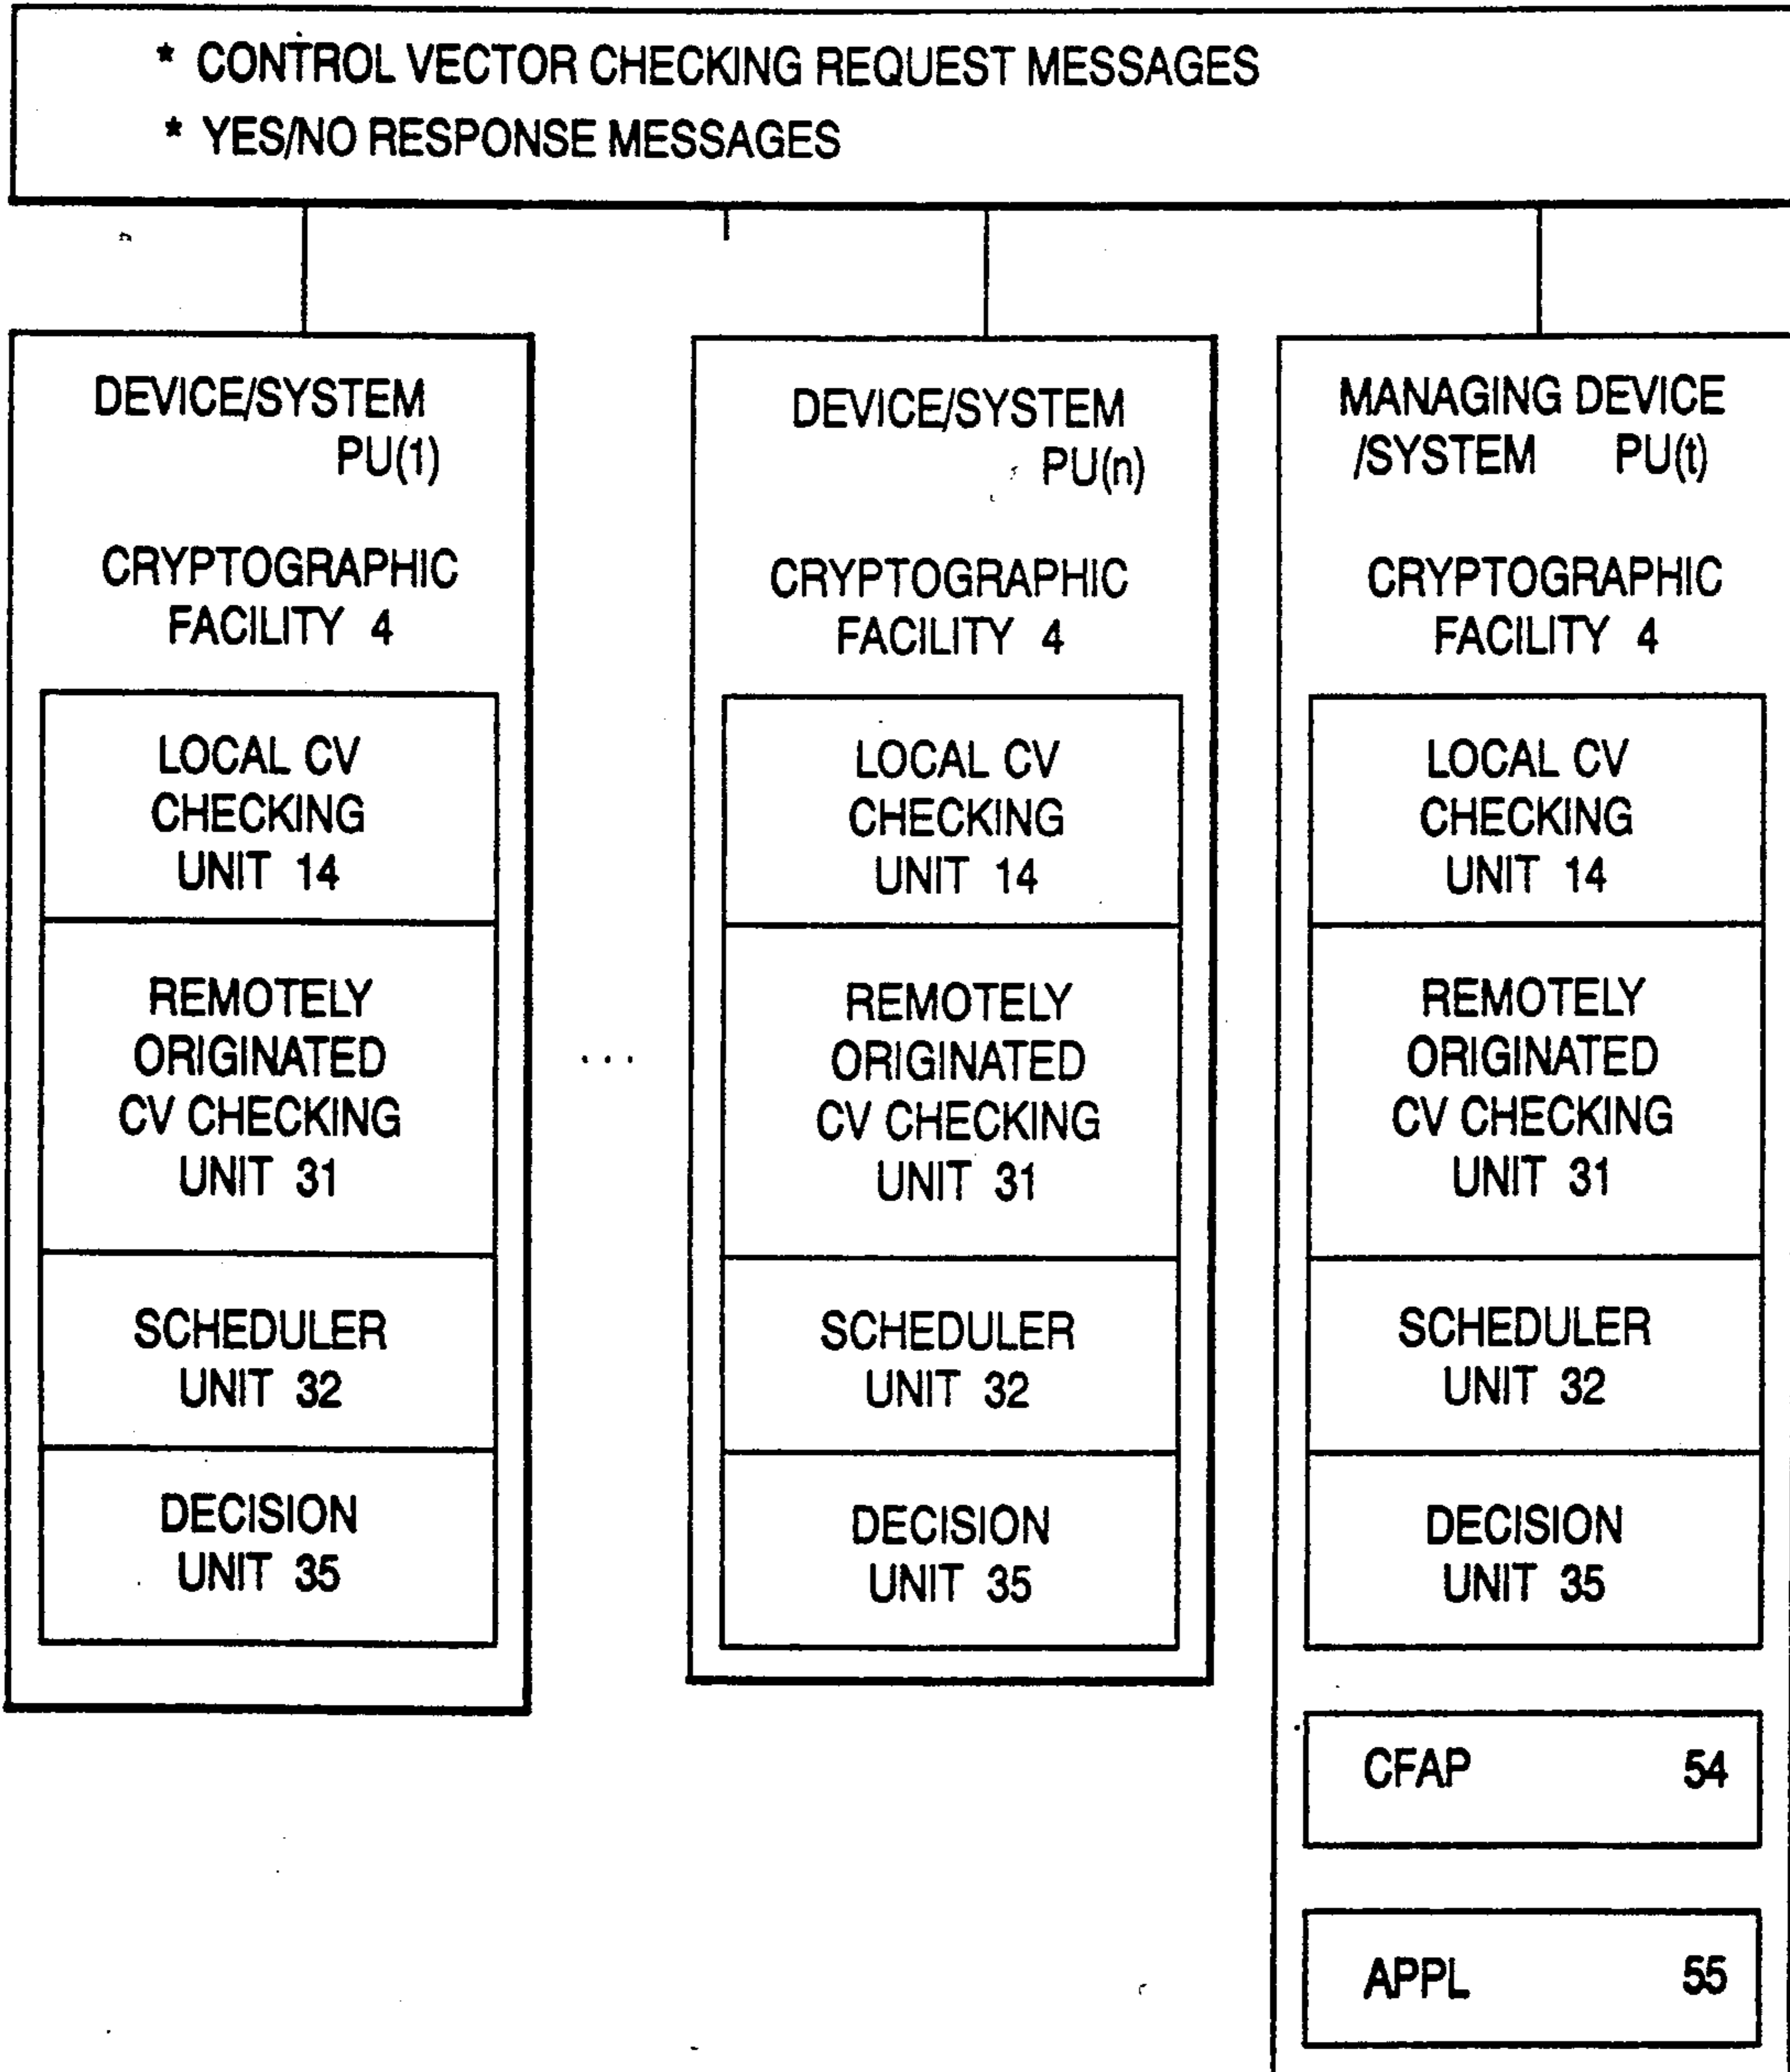 * CONTROL VECTOR CHECKING REQUEST MESSAGES
* YES/NO RESPONSE MESSAGES
DEVICE/SYSTEM
PU(1)
CRYPTOGRAPHIC
FACILITY 4
LOCAL CV
CHECKING
UNIT 14
REMOTELY
ORIGINATED
CV CHECKING
UNIT 31
SCHEDULER
UNIT 32
DECISION
UNIT 35
...
DEVICE/SYSTEM
PU(n)
CRYPTOGRAPHIC
FACILITY 4
LOCAL CV
CHECKING
UNIT 14
REMOTELY
ORIGINATED
CV CHECKING
UNIT 31
SCHEDULER
UNIT 32
DECISION
UNIT 35
MANAGING DEVICE
/SYSTEM PU(t)
CRYPTOGRAPHIC
FACILITY 4
LOCAL CV
CHECKING
UNIT 14
REMOTELY
ORIGINATED
CV CHECKING
UNIT 31
SCHEDULER
UNIT 32
DECISION
UNIT 35
CFAP 54
APPL 55